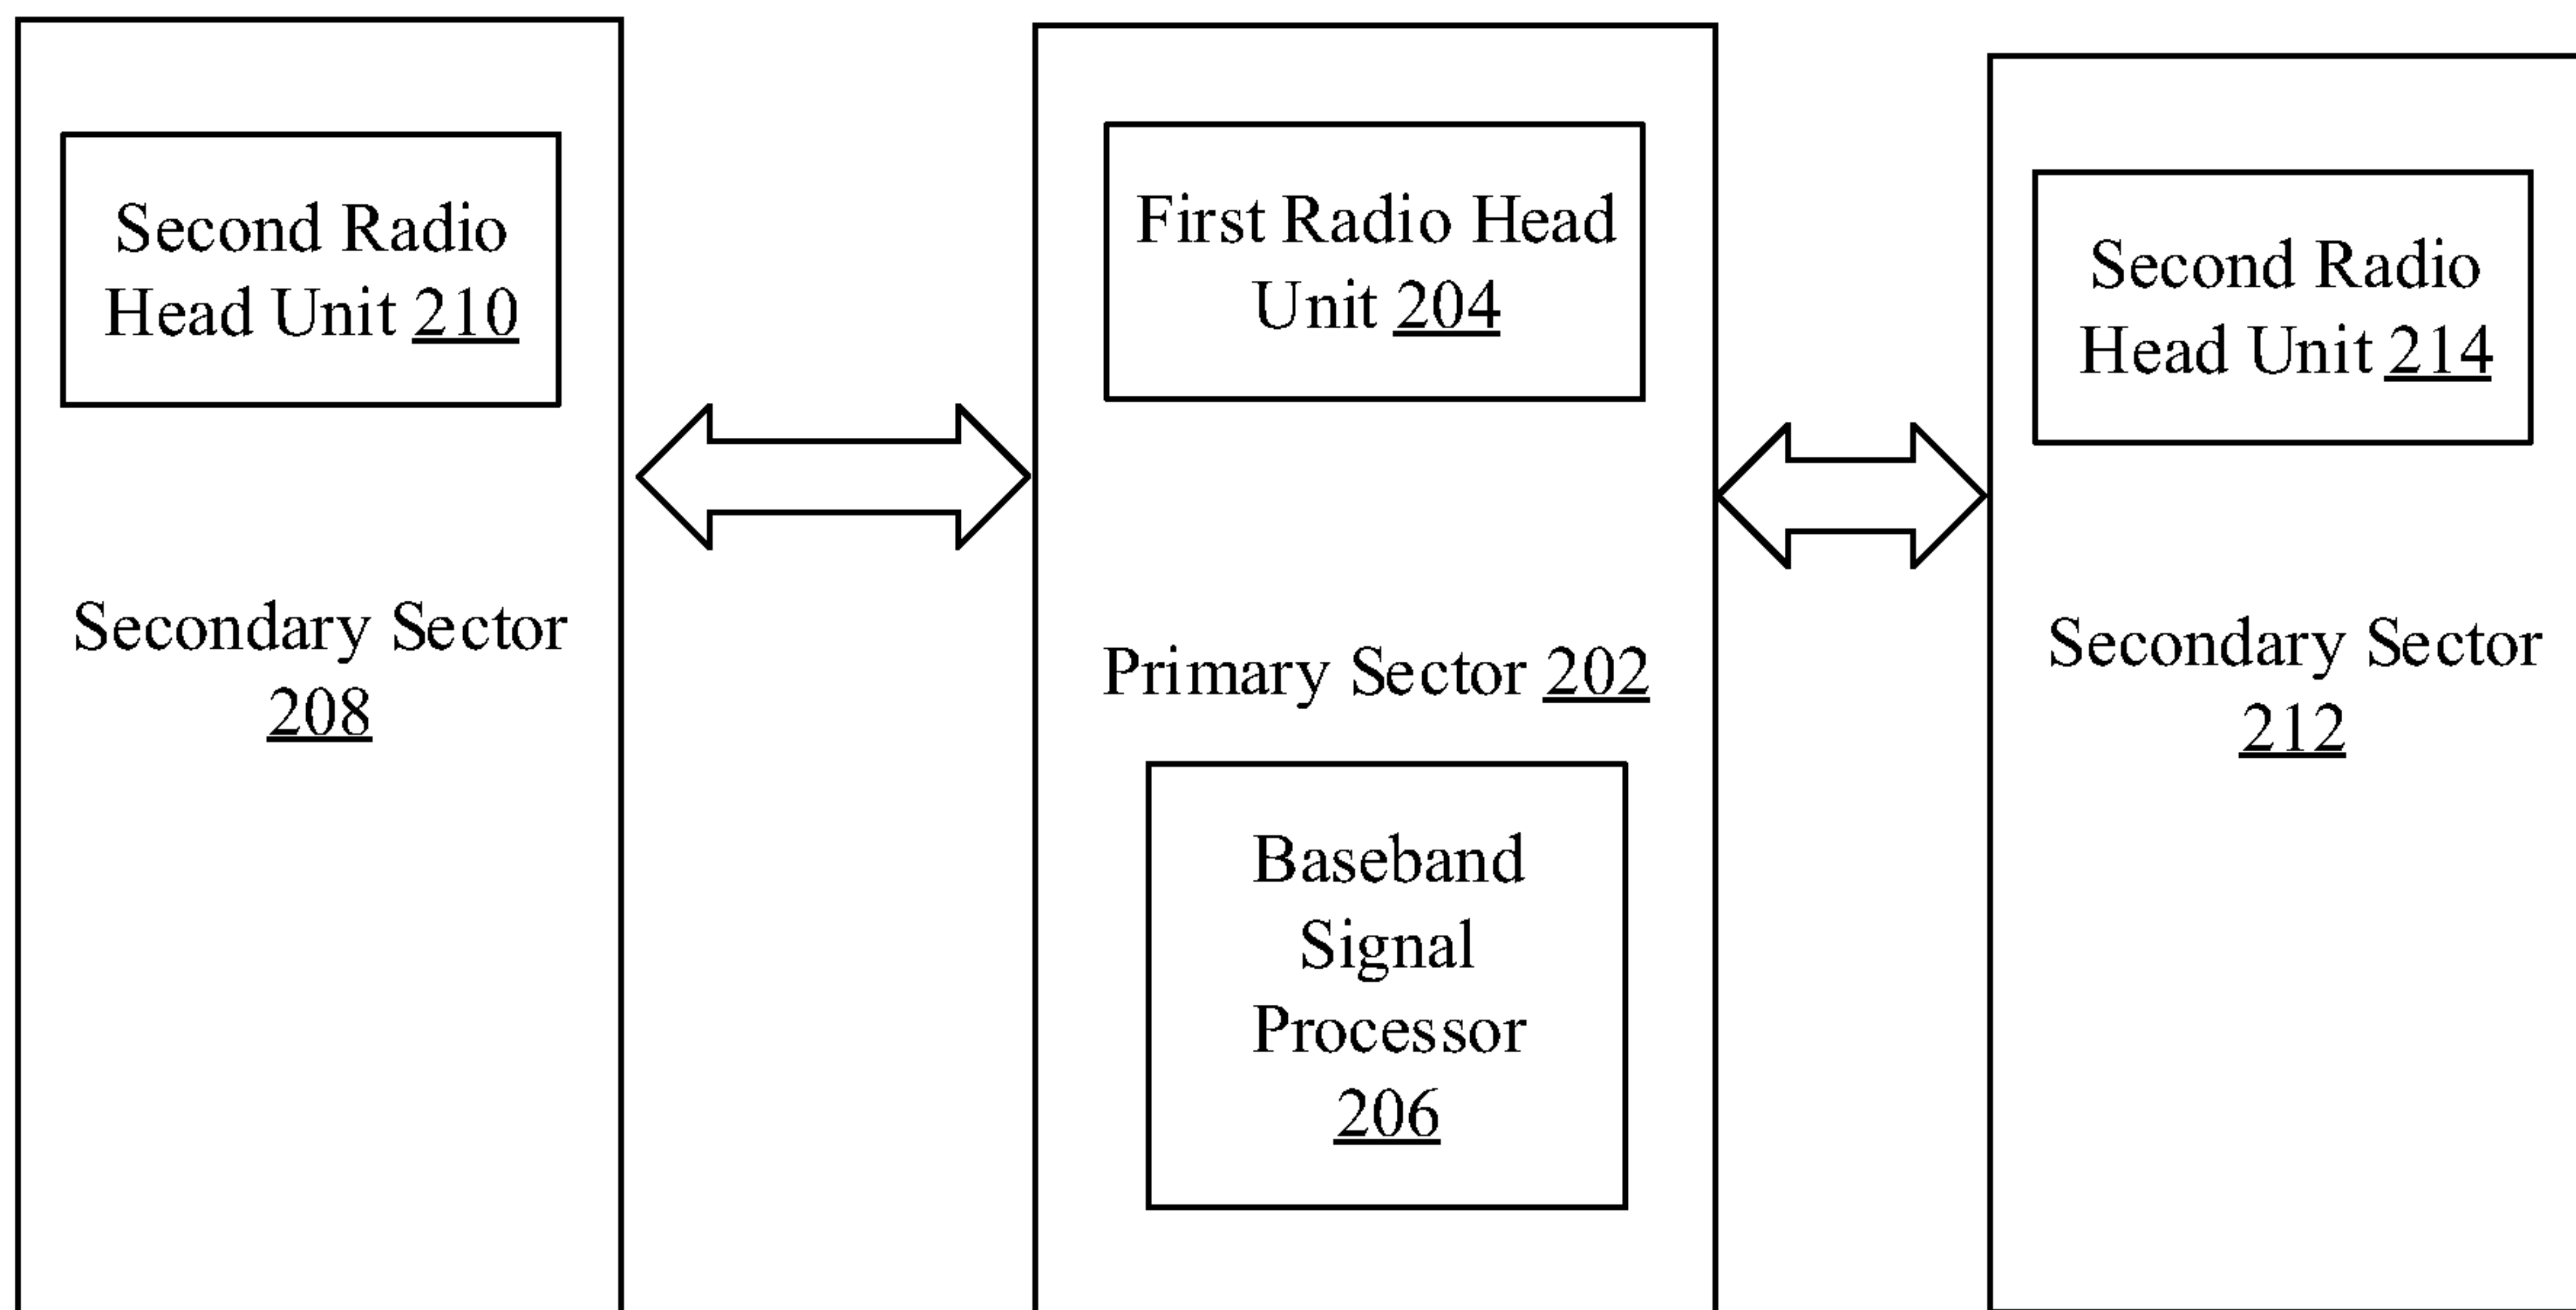 Second Radio
Head Unit 210
Secondary Sector
208
First Radio Head
Unit 204
Primary Sector 202
Baseband
Signal
Processor
206
Second Radio
Head Unit 214
Secondary Sector
212